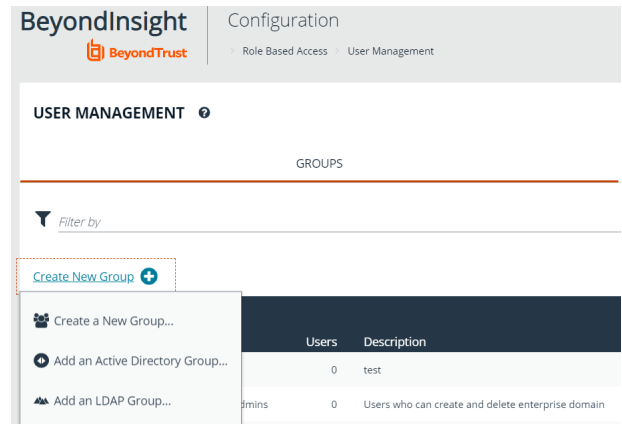 BeyondInsight
BeyondTrust
Configuration
> Role Based Access > User Management
USER MANAGEMENT
GROUPS
Filter by
Create New Group
Create a New Group...
Add an Active Directory Group...
Add an LDAP Group...
Users Description
0 test
0 Users who can create and delete enterprise domain